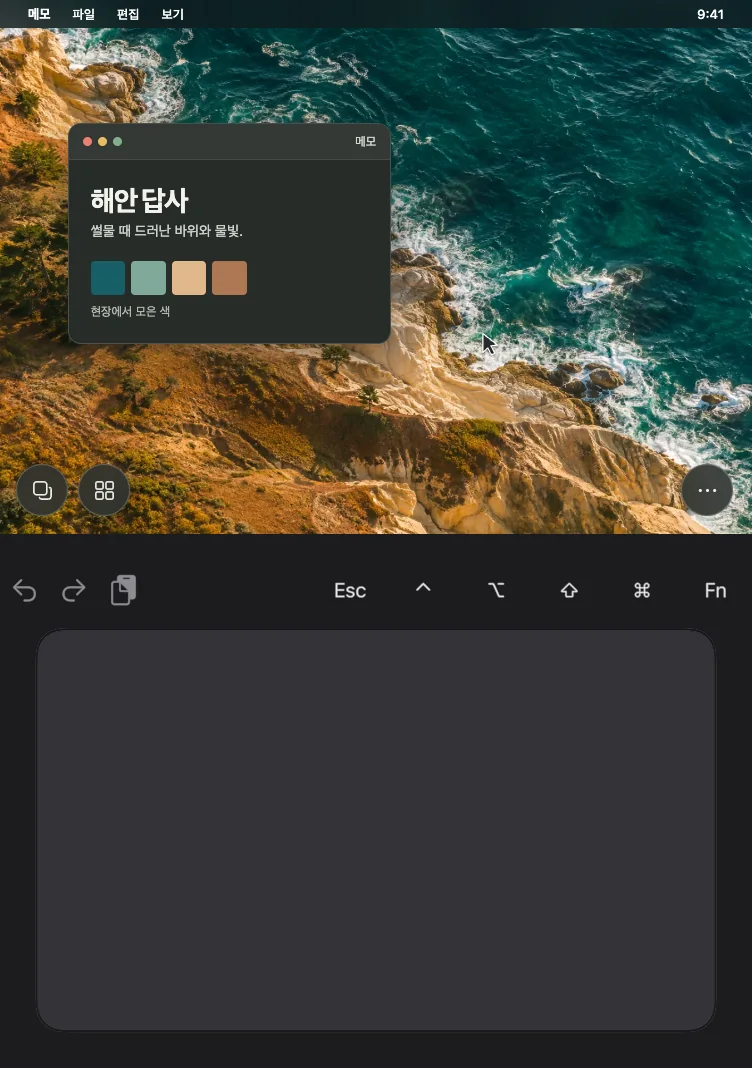 메모 파일 편집 보기 9:41
메모
해안 답사
썰물 때 드러난 바위와 물빛.
현장에서 모은 색
Esc ⌥ ⇧ ⌘ Fn